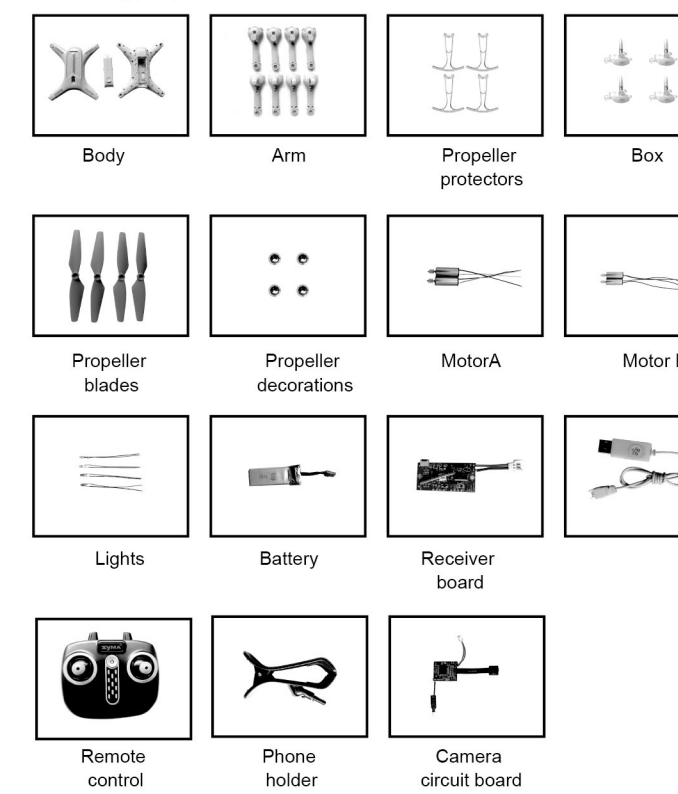 Body Arm Propeller Box
protectors
Propeller Propeller MotorA Motor
blades decorations
Lights Battery Receiver
board
SYMA
Remote Phone Camera
control holder circuit board